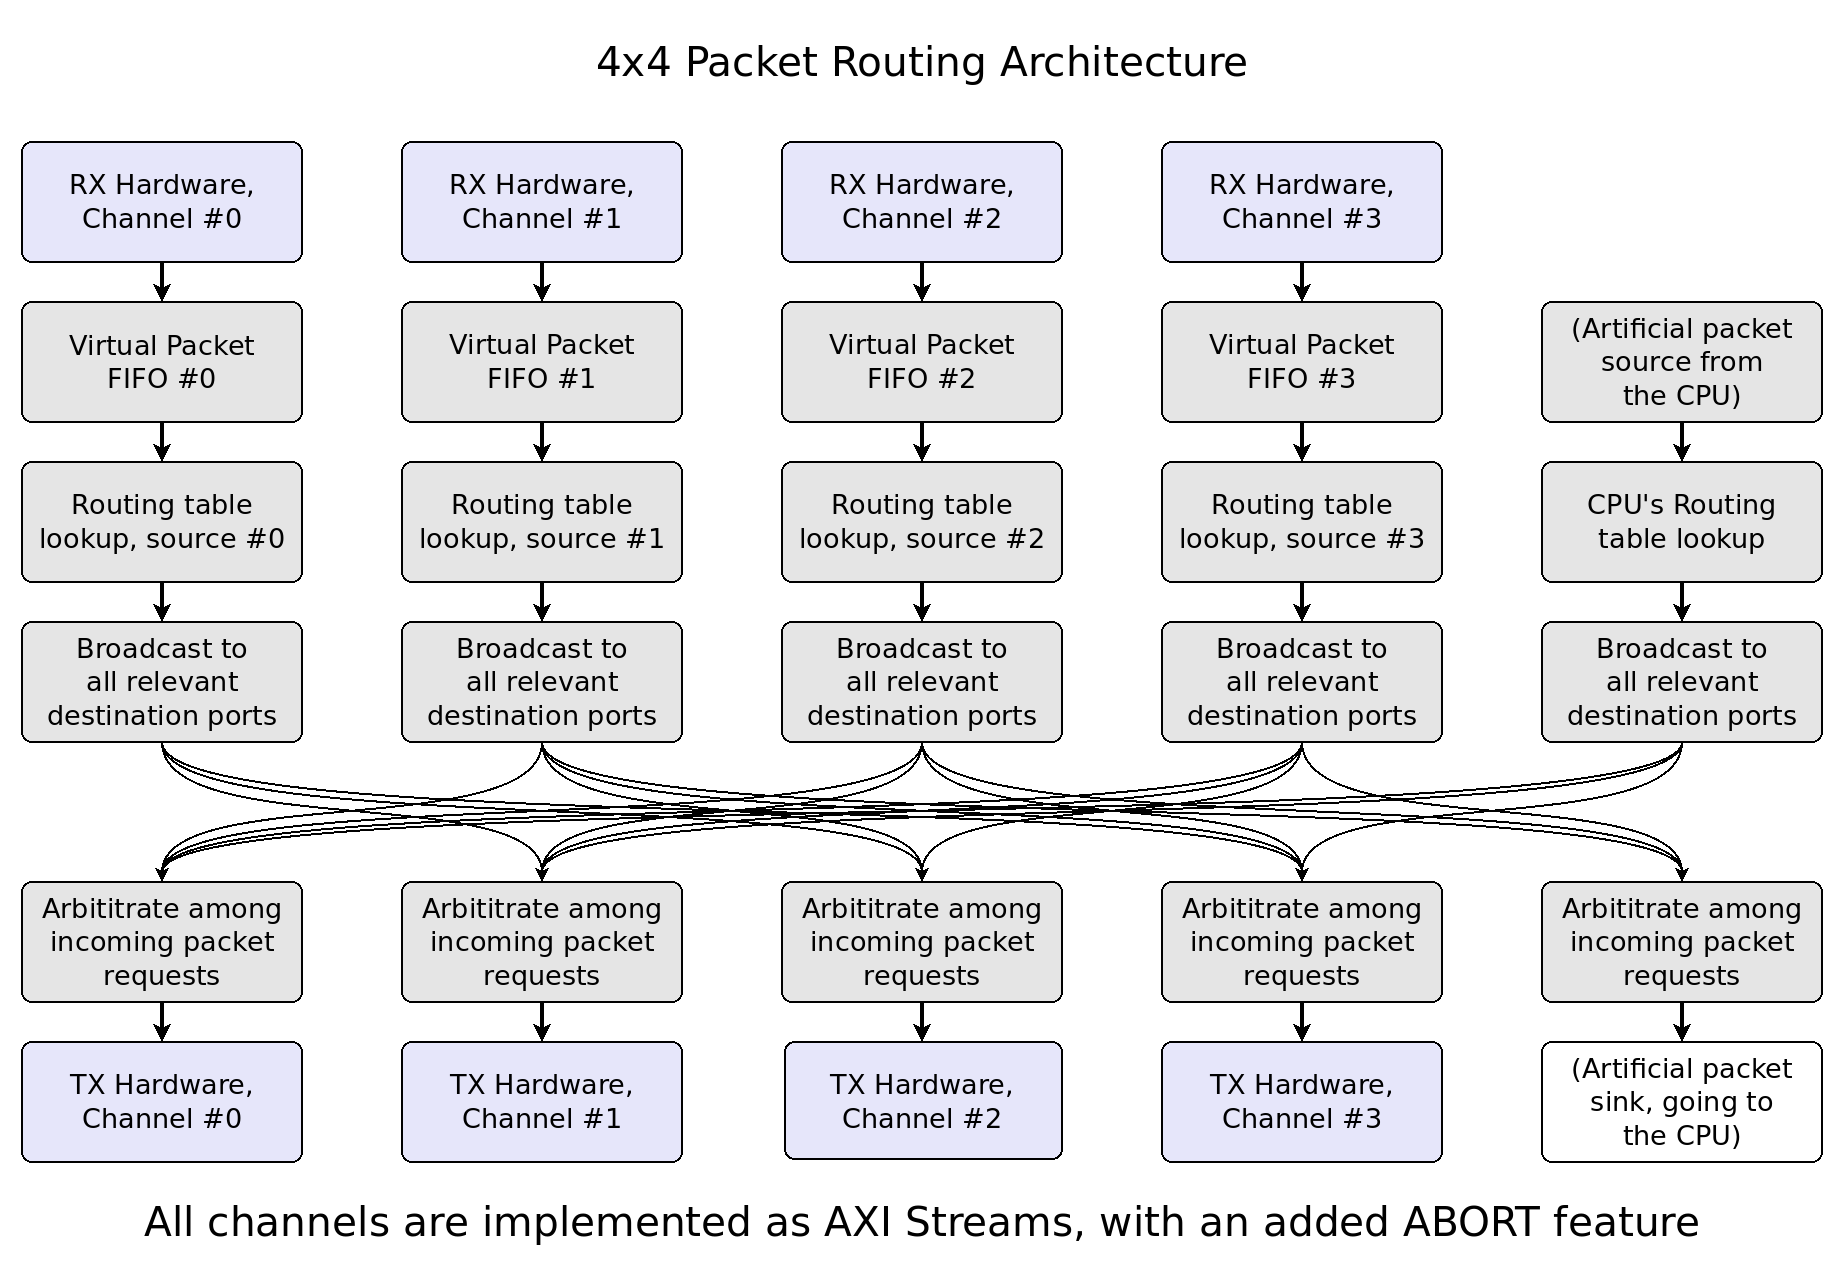 4x4 Packet Routing Architecture
RX Hardware,
Channel #0
RX Hardware,
Channel #1
RX Hardware,
Channel #2
RX Hardware,
Channel #3
Virtual Packet
FIFO #0
Virtual Packet
FIFO #1
Virtual Packet
FIFO #2
Virtual Packet
FIFO #3
(Artificial packet
source from
the CPU)
Routing table
lookup, source #0
Routing table
lookup, source #1
Routing table
lookup, source #2
Routing table
lookup, source #3
CPU's Routing
table lookup
Broadcast to
all relevant
destination ports
Broadcast to
all relevant
destination ports
Broadcast to
all relevant
destination ports
Broadcast to
all relevant
destination ports
Broadcast to
all relevant
destination ports
Arbititrate among
incoming packet
requests
Arbititrate among
incoming packet
requests
Arbititrate among
incoming packet
requests
Arbititrate among
incoming packet
requests
Arbititrate among
incoming packet
requests
TX Hardware,
Channel #0
TX Hardware,
Channel #1
TX Hardware,
Channel #2
TX Hardware,
Channel #3
(Artificial packet
sink, going to
the CPU)
All channels are implemented as AXI Streams, with an added ABORT feature